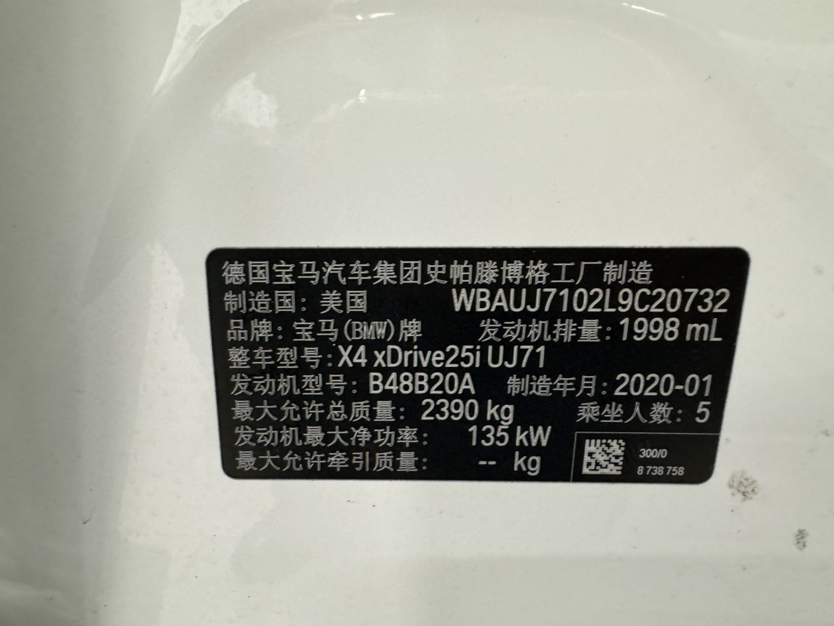 德国宝马汽车集团史帕滕博格工厂制造
制造国: 美国 WBAUJ7102L9C20732
品牌: 宝马(BMW)牌 发动机排量: 1998 mL
整车型号: X4 xDrive25i UJ71
发动机型号: B48B20A 制造年月: 2020-01
最大允许总质量: 2390 kg 乘坐人数: 5
发动机最大净功率: 135 kW
最大允许牵引质量: -- kg
300/0
8 738 758